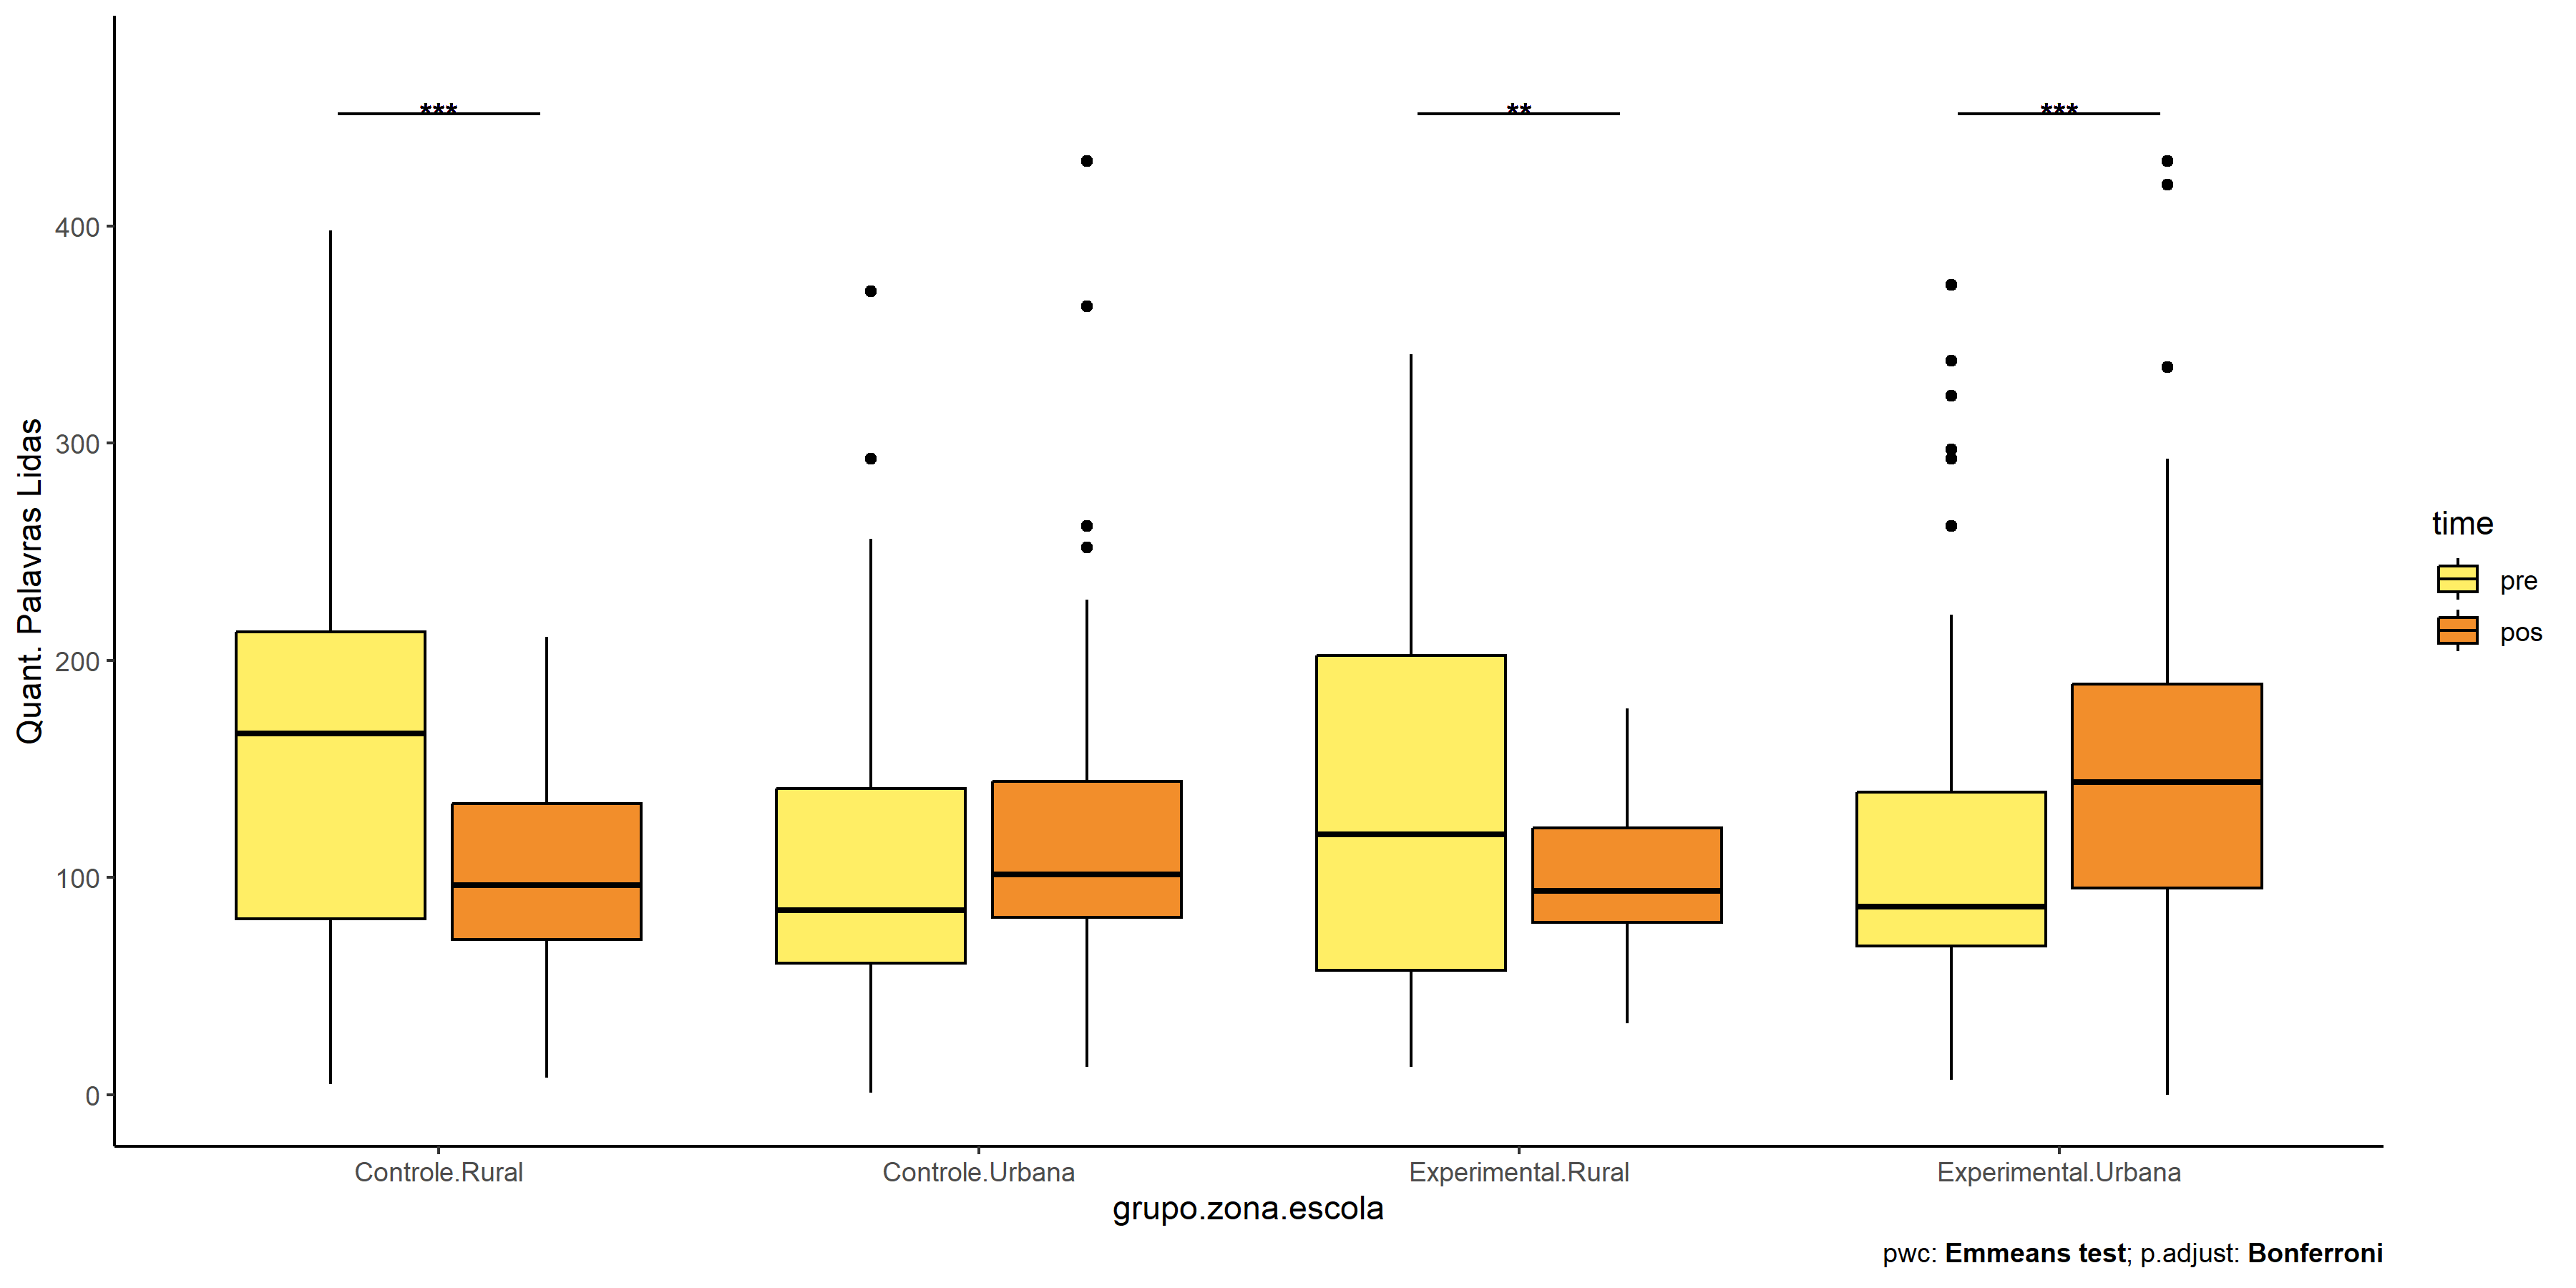 ***
**
***
400
300
200
100
0
Quant. Palavras Lidas
Controle.Rural
Controle.Urbana
Experimental.Rural
Experimental.Urbana
grupo.zona.escola
time
pre
pos
pwc: Emmeans test; p.adjust: Bonferroni